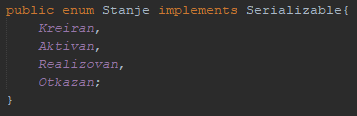 public enum Stanje implements Serializable{
Kreiran,
Aktivan,
Realizovan,
Otkazan;
}